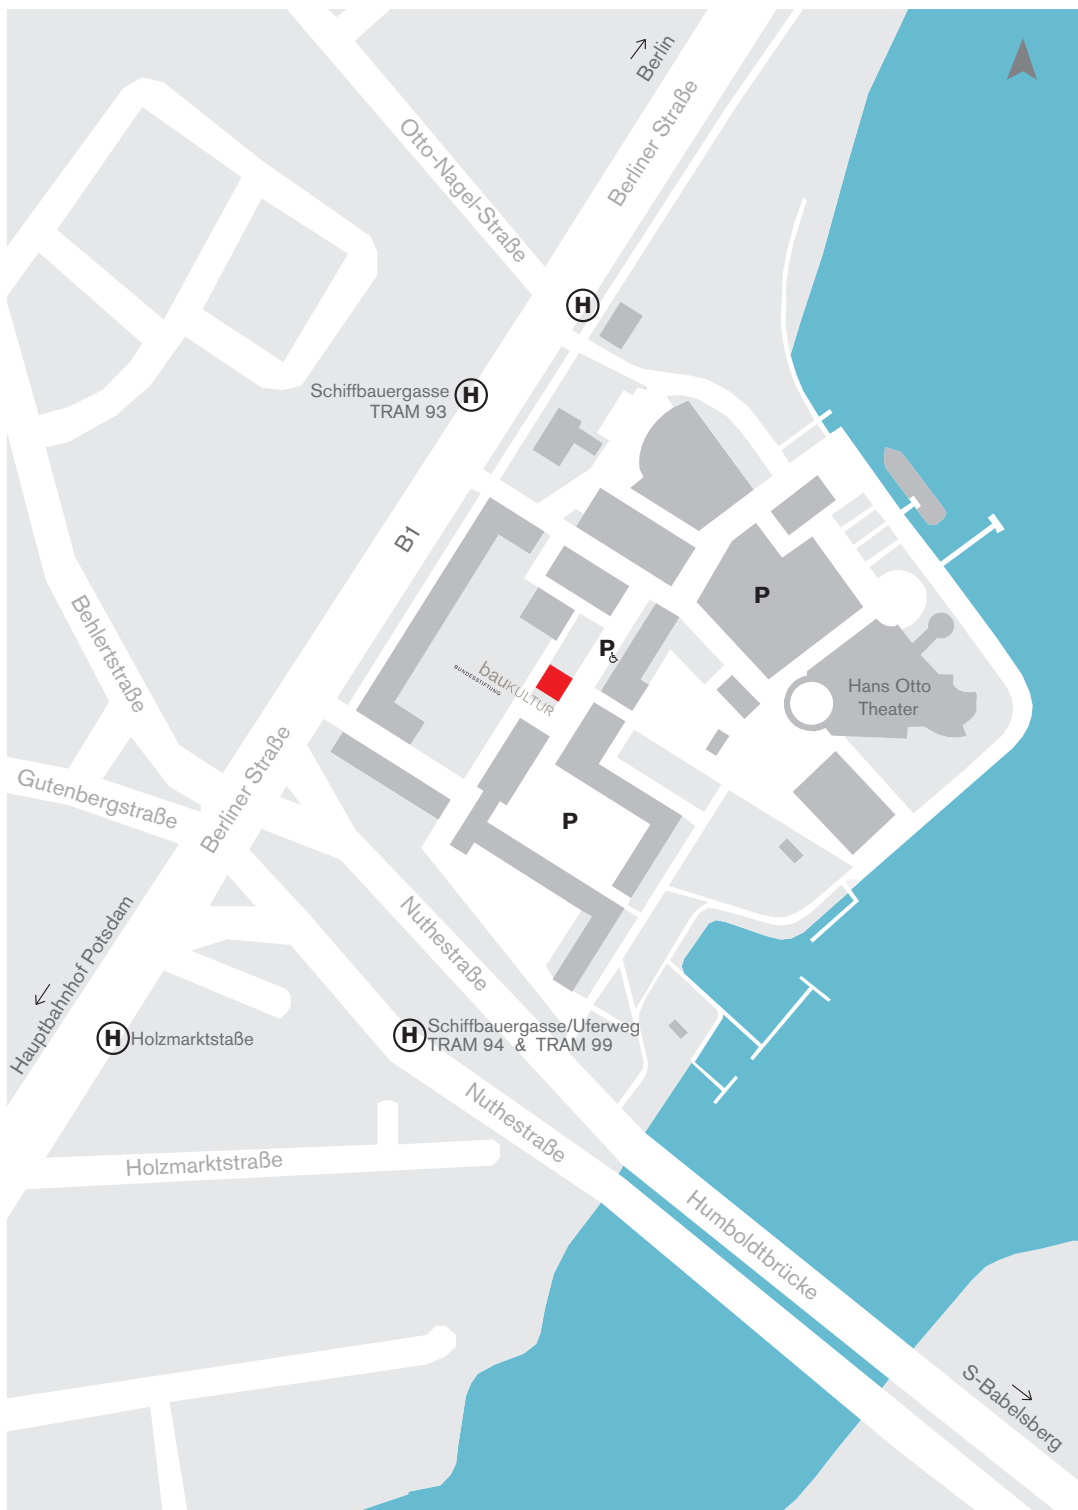 Berlin
Berliner Straße
Otto-Nagel-Straße
H
Schiffbauergasse
TRAM 93
H
B1
P
Behlertstraße
P
bauKULTUR
BUNDESSTIFTUNG
Hans Otto
Theater
Gutenbergstraße
Berliner Straße
P
Hauptbahnhof Potsdam
Nuthestraße
H
Holzmarktstaße
H
Schiffbauergasse/Uferweg
TRAM 94 & TRAM 99
Nuthestraße
Holzmarktstraße
Humboldtbrücke
S-Babelsberg